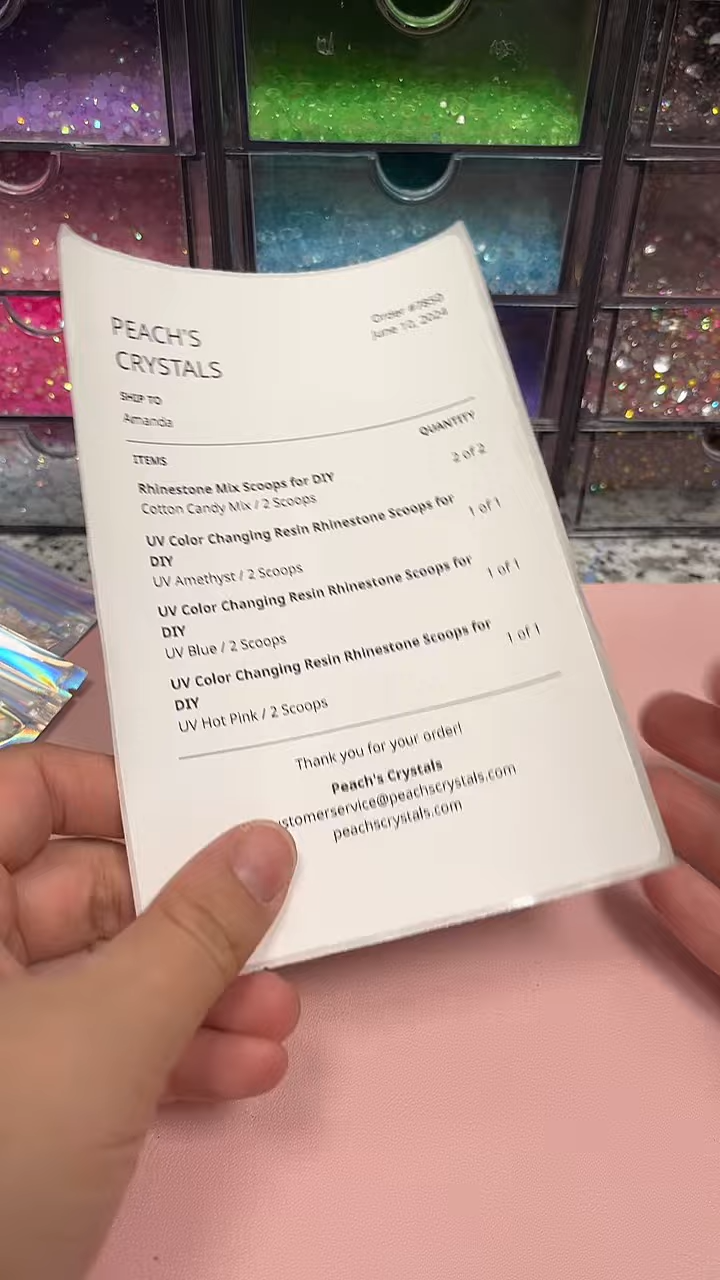 PEACH'S
CRYSTALS
Order #7850
June 10, 2024
SHIP TO
Amanda
ITEMS
QUANTITY
Rhinestone Mix Scoops for DIY
2 of 2
Cotton Candy Mix / 2 Scoops
UV Color Changing Resin Rhinestone Scoops for
1 of 1
DIY
UV Amethyst / 2 Scoops
UV Color Changing Resin Rhinestone Scoops for
1 of 1
DIY
UV Blue / 2 Scoops
UV Color Changing Resin Rhinestone Scoops for
1 of 1
DIY
UV Hot Pink / 2 Scoops
Thank you for your order!
Peach's Crystals
ustomerservice@peachscrystals.com
peachscrystals.com